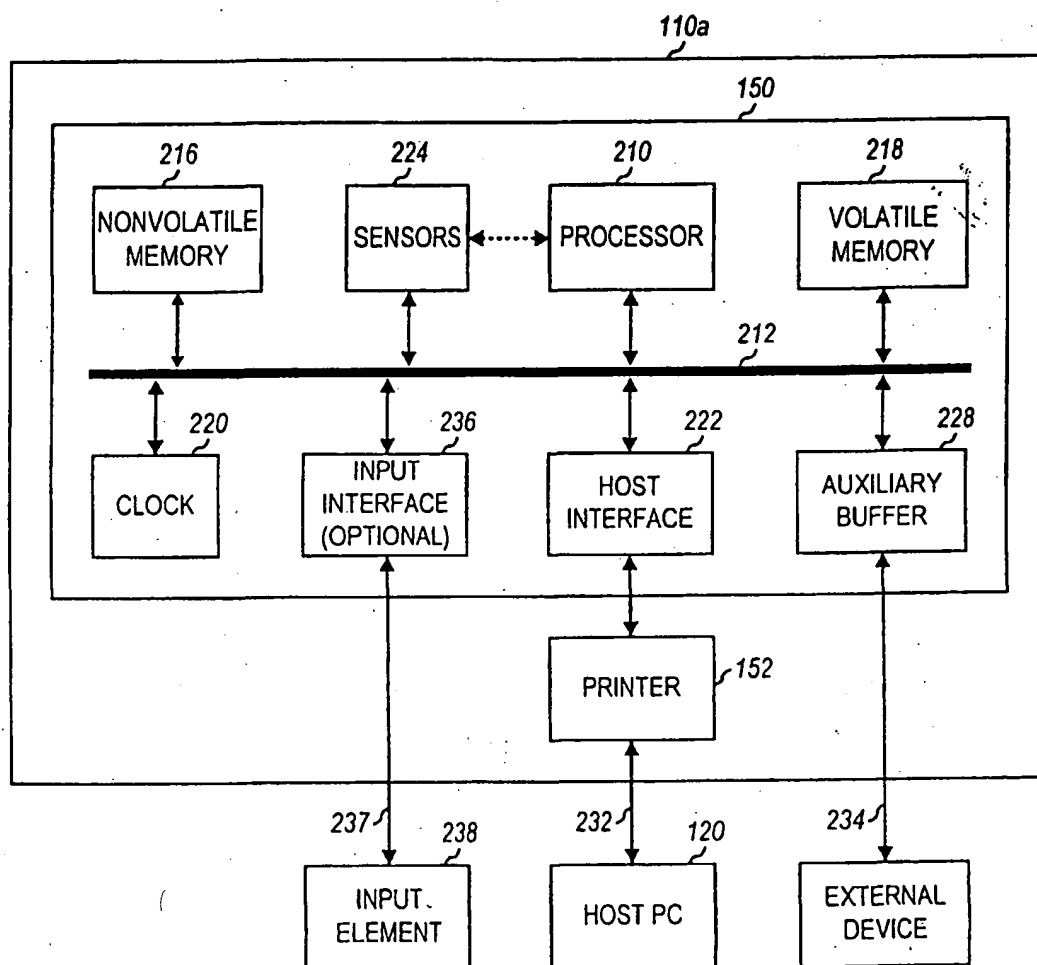 110a
150
216
224
210
218
NONVOLATILE
MEMORY
SENSORS
PROCESSOR
VOLATILE
MEMORY
212
220
236
222
228
CLOCK
INPUT
INTERFACE
(OPTIONAL)
HOST
INTERFACE
AUXILIARY
BUFFER
PRINTER
152
237
238
232
120
234
INPUT
ELEMENT
HOST PC
EXTERNAL
DEVICE